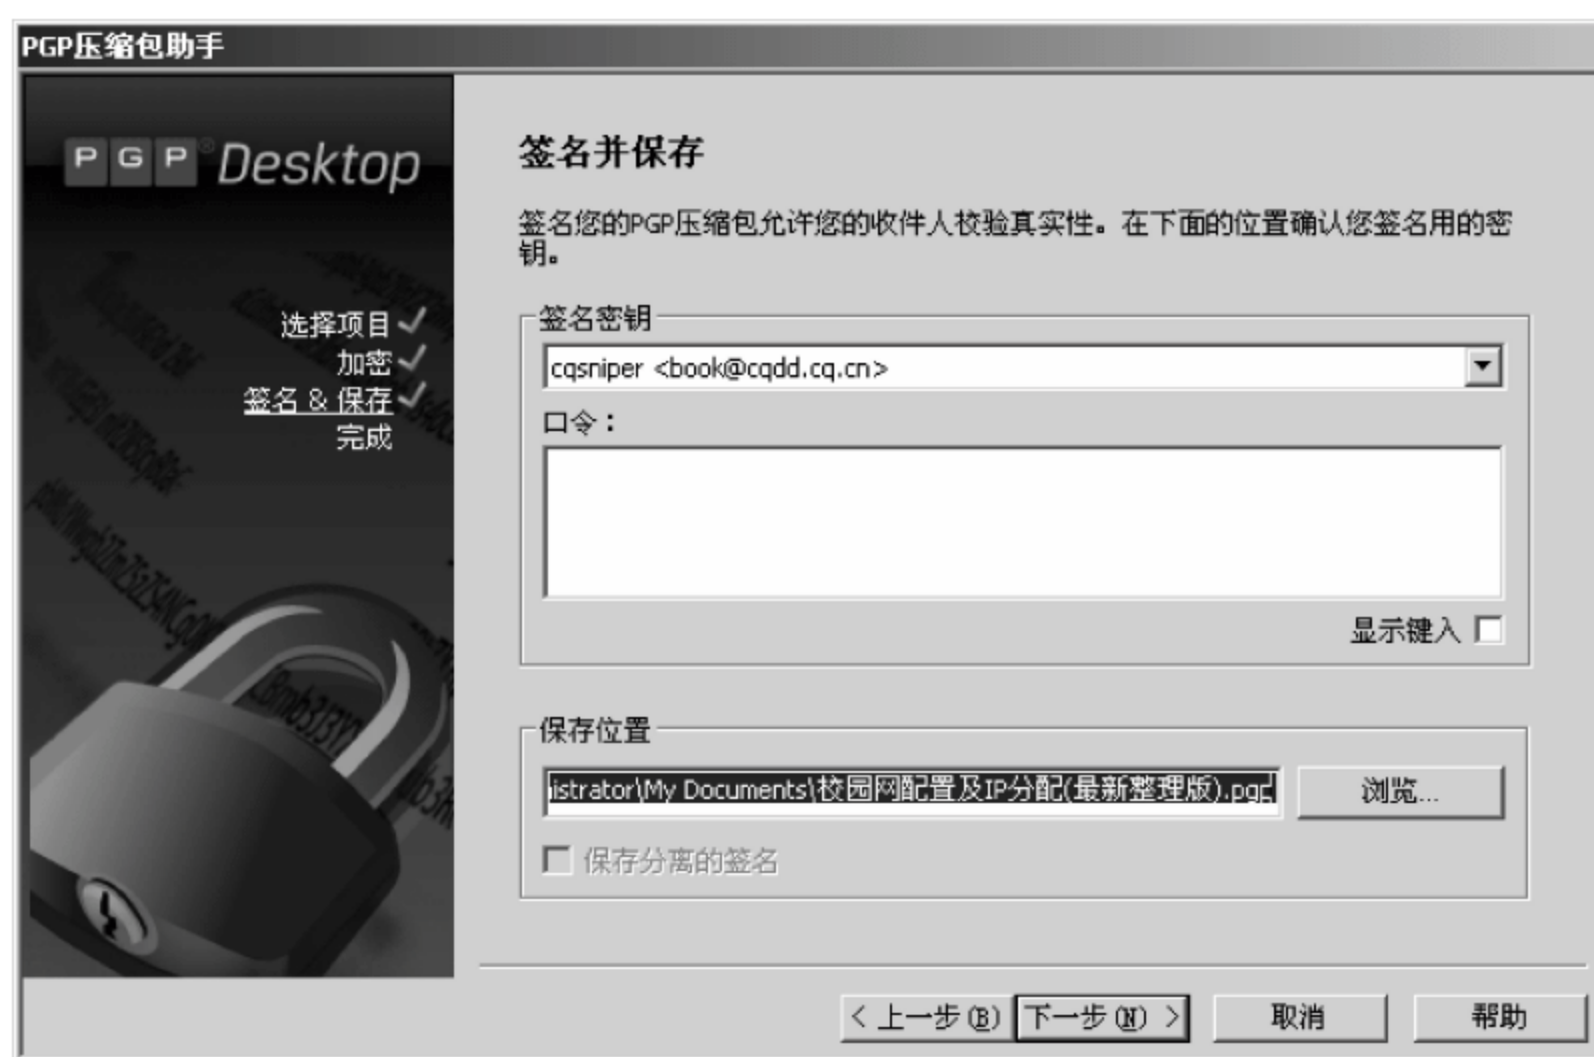 PGP压缩包助手
PGP® Desktop
选择项目
加密
签名 & 保存
完成
签名并保存
签名您的PGP压缩包允许您的收件人校验真实性。在下面的位置确认您签名用的密
钥。
签名密钥
cqsniper <book@cqdd.cq.cn>
口令：
显示键入
保存位置
istrator\My Documents\校园网配置及IP分配(最新整理版).pgp
浏览...
保存分离的签名
< 上一步(B)
下一步(N) >
取消
帮助